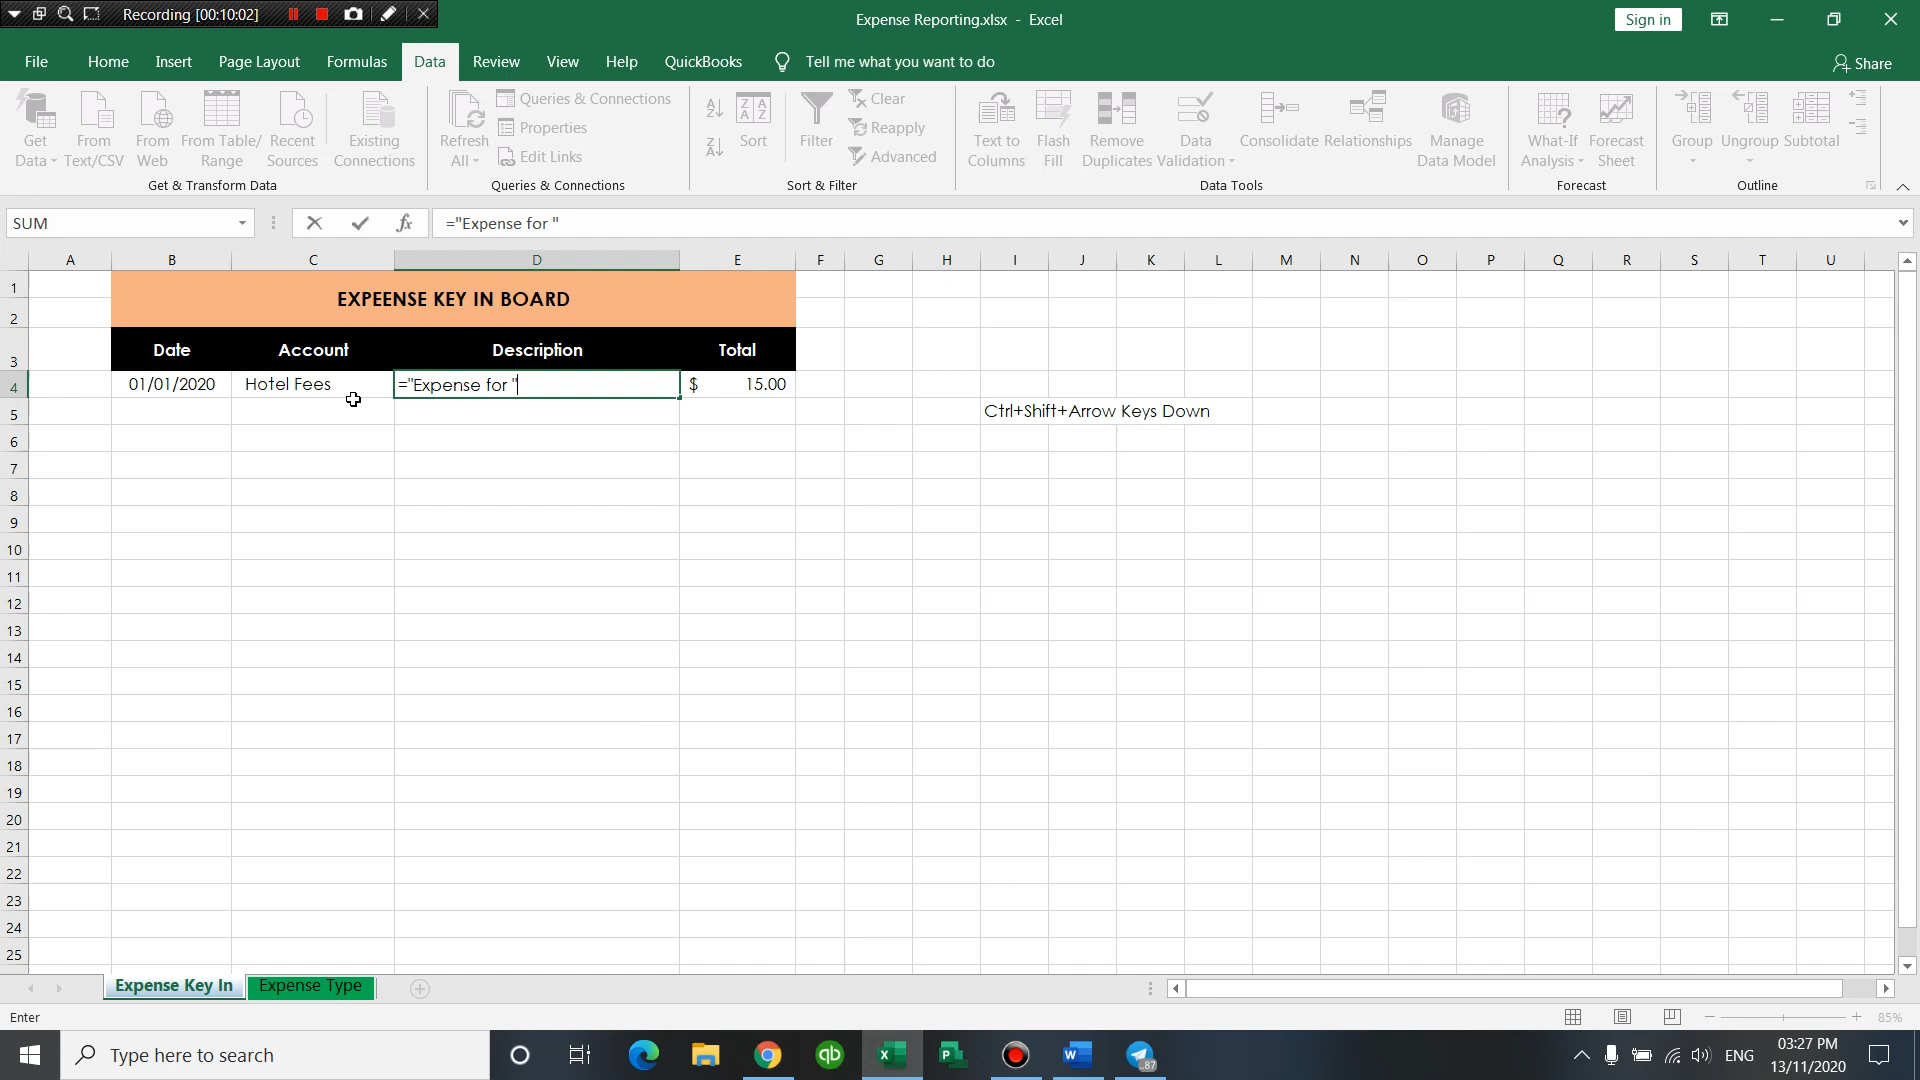 Recording [00:10:02]
Expense Reporting.xlsx - Excel
Sign in
File Home Insert Page Layout Formulas Data Review View Help QuickBooks Tell me what you want to do
Share
Get Data
From Text/CSV
From Web
From Table/ Range
Recent Sources
Existing Connections
Get & Transform Data
Refresh All
Queries & Connections
Properties
Edit Links
Queries & Connections
Sort
Filter
Clear
Reapply
Advanced
Sort & Filter
Text to Columns
Flash Fill
Remove Duplicates
Data Validation
Consolidate
Relationships
Manage Data Model
Data Tools
What-If Analysis
Forecast Sheet
Forecast
Group
Ungroup
Subtotal
Outline
SUM
fx
="Expense for "
A B C D E F G H I J K L M N O P Q R S T U
1
EXPEENSE KEY IN BOARD
2
3 Date Account Description Total
4 01/01/2020 Hotel Fees ="Expense for " $ 15.00
5 Ctrl+Shift+Arrow Keys Down
6
7
8
9
10
11
12
13
14
15
16
17
18
19
20
21
22
23
24
25
Expense Key In
Expense Type
Enter
85%
Type here to search
ENG
03:27 PM
13/11/2020